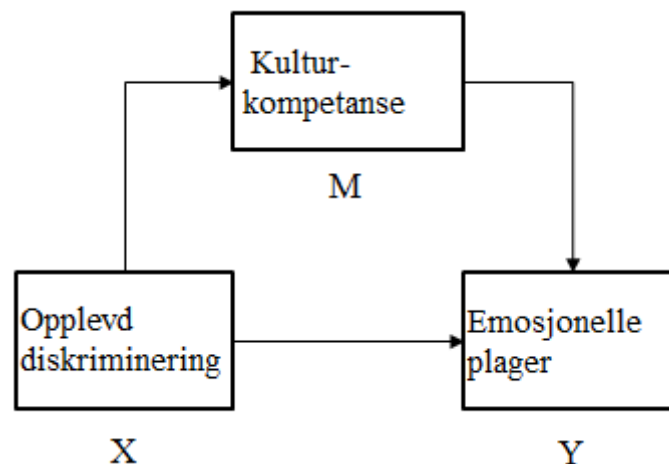 Kultur-
kompetanse
M
Opplevd
diskriminering
X
Emosjonelle
plager
Y